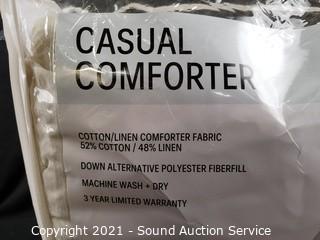 CASUAL
COMFORTER
COTTON/LINEN COMFORTER FABRIC
52% COTTON / 48% LINEN
DOWN ALTERNATIVE POLYESTER FIBERFILL
MACHINE WASH + DRY
3 YEAR LIMITED WARRANTY
Copyright 2021 - Sound Auction Service